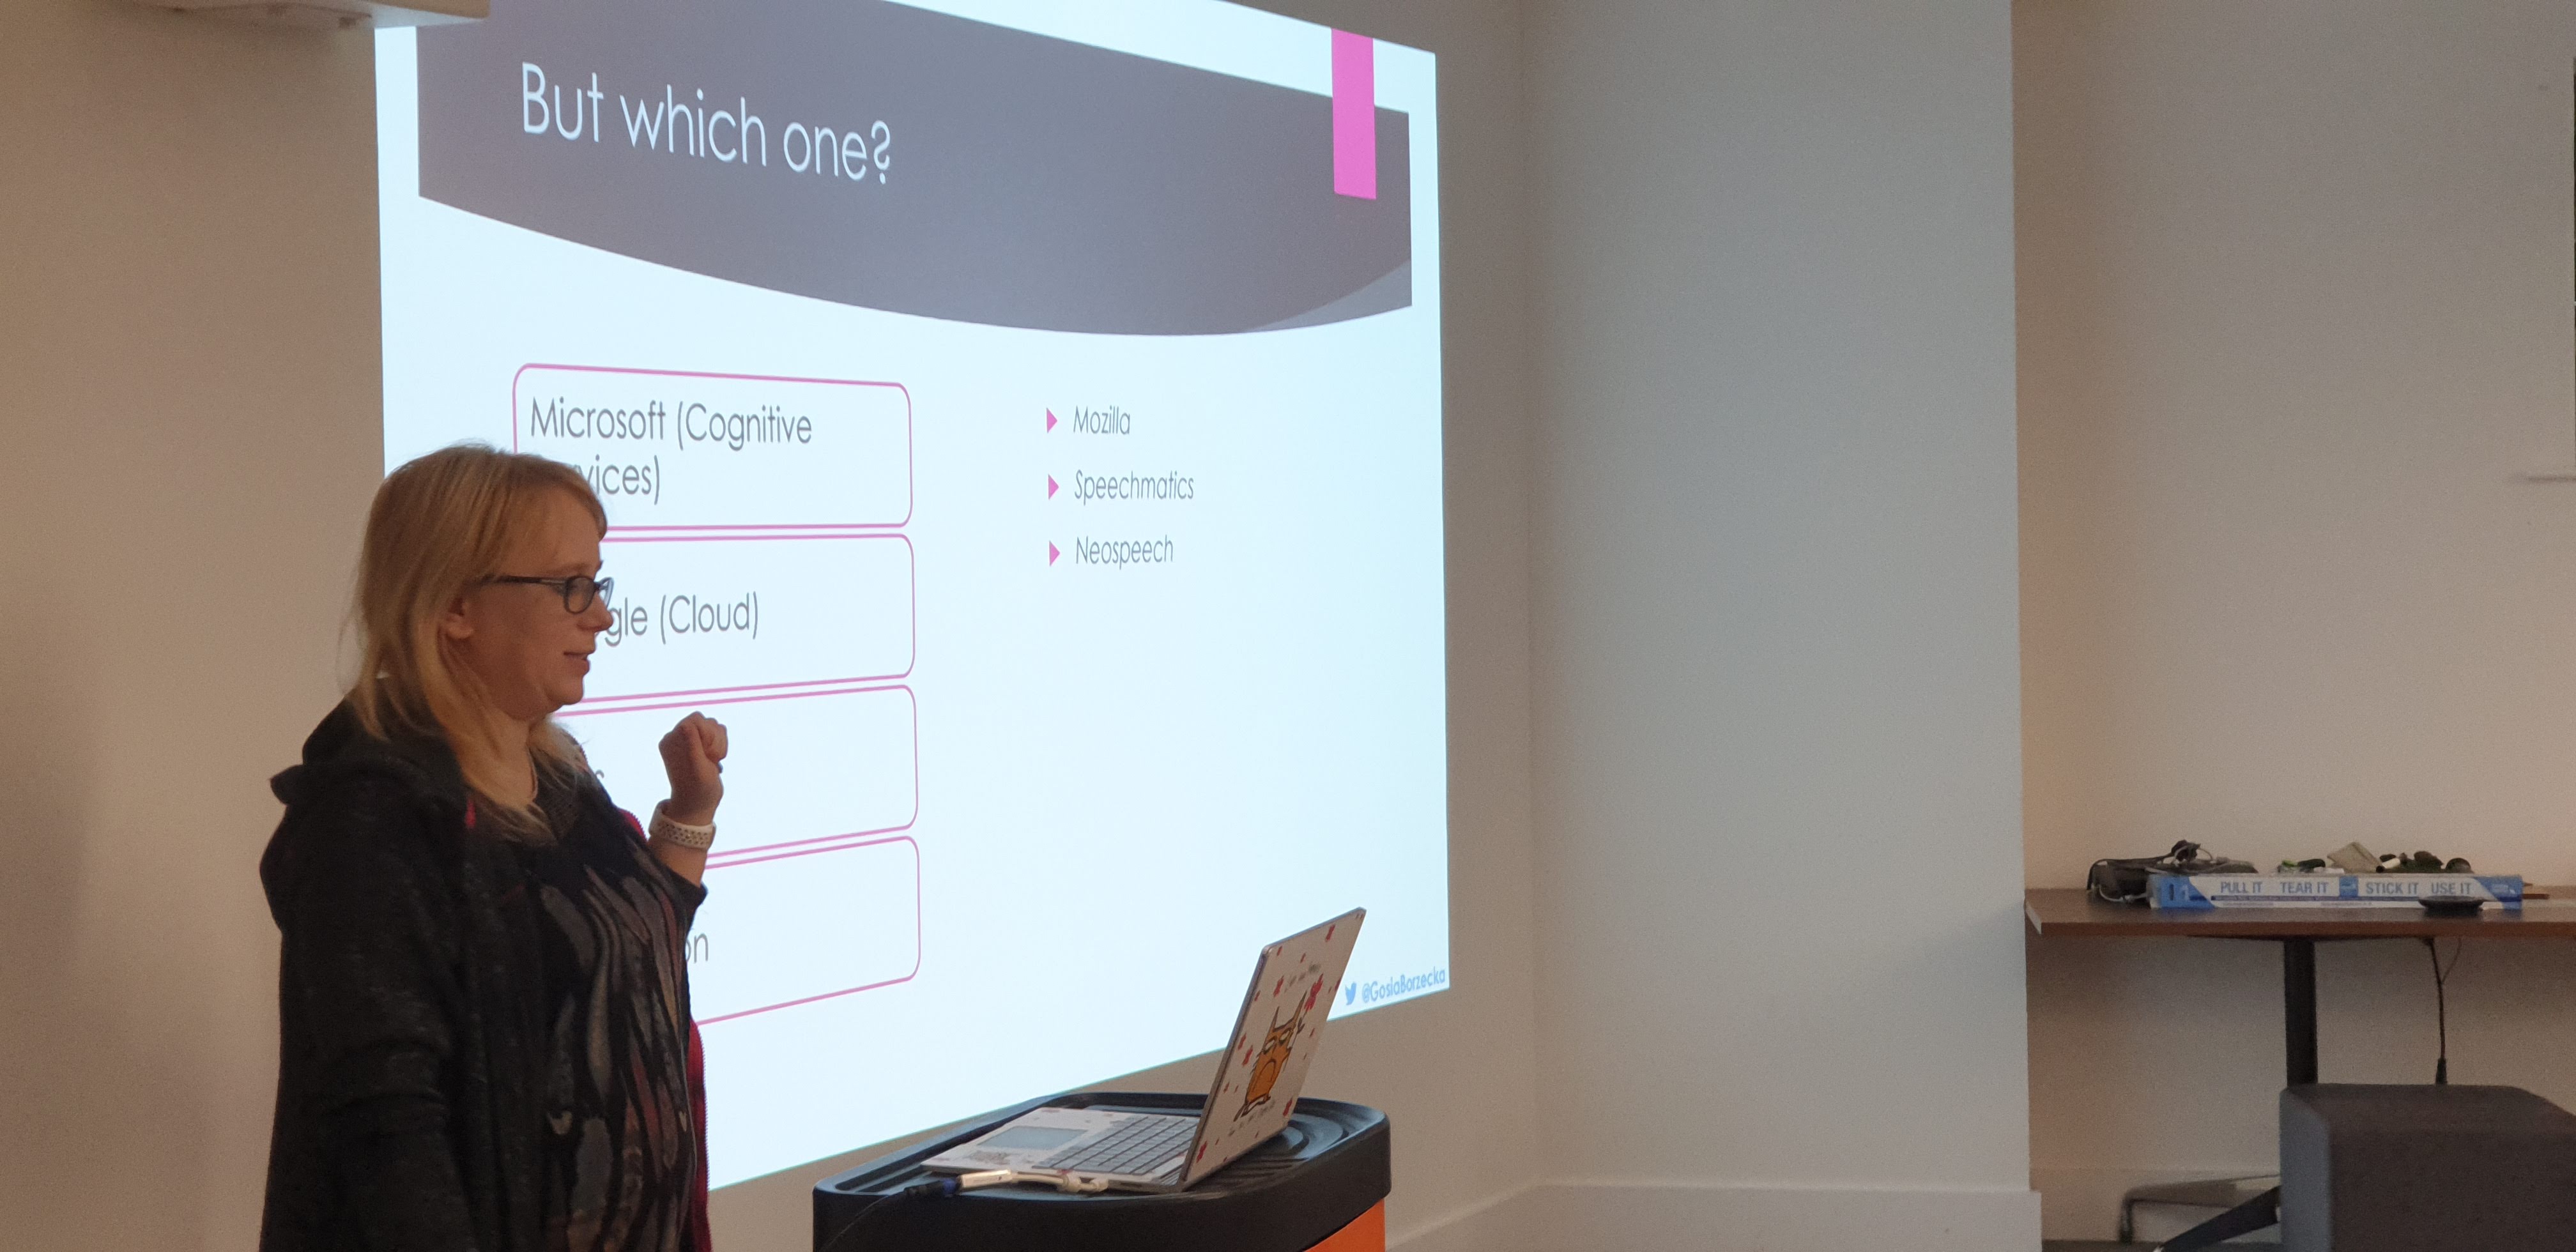 But which one?
Microsoft (Cognitive
vices)
gle (Cloud)
Mozilla
Speechmatics
Neospeech
@GosiaBorzecka
PULL IT TEAR IT STICK IT USE IT